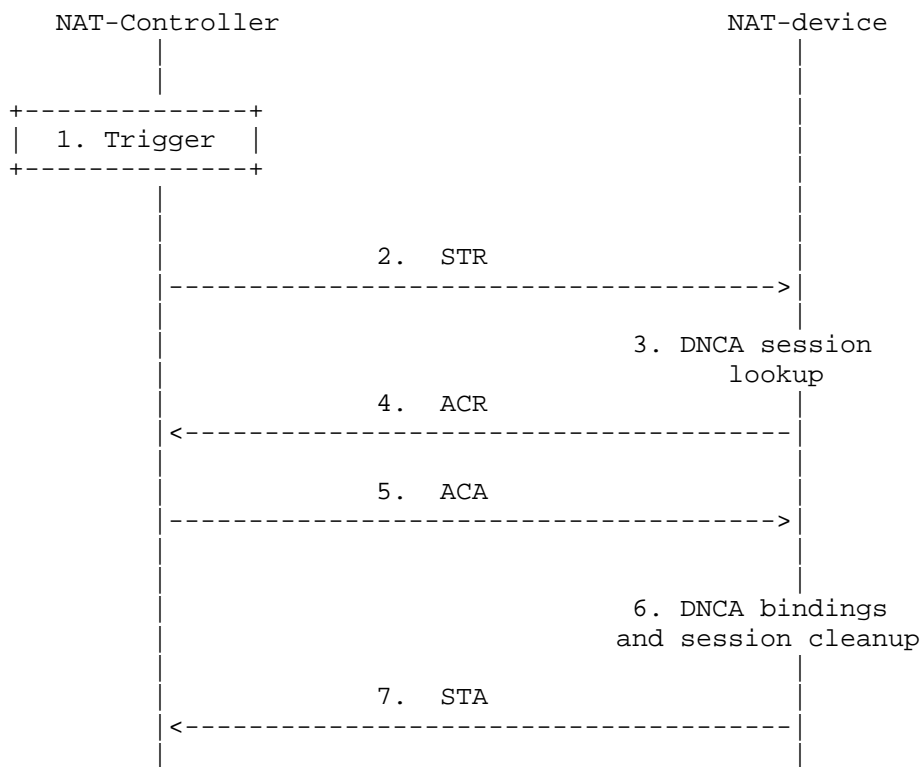 NAT-Controller NAT-device
1. Trigger
2. STR
3. DNCA session
lookup
4. ACR
5. ACA
6. DNCA bindings
and session cleanup
7. STA